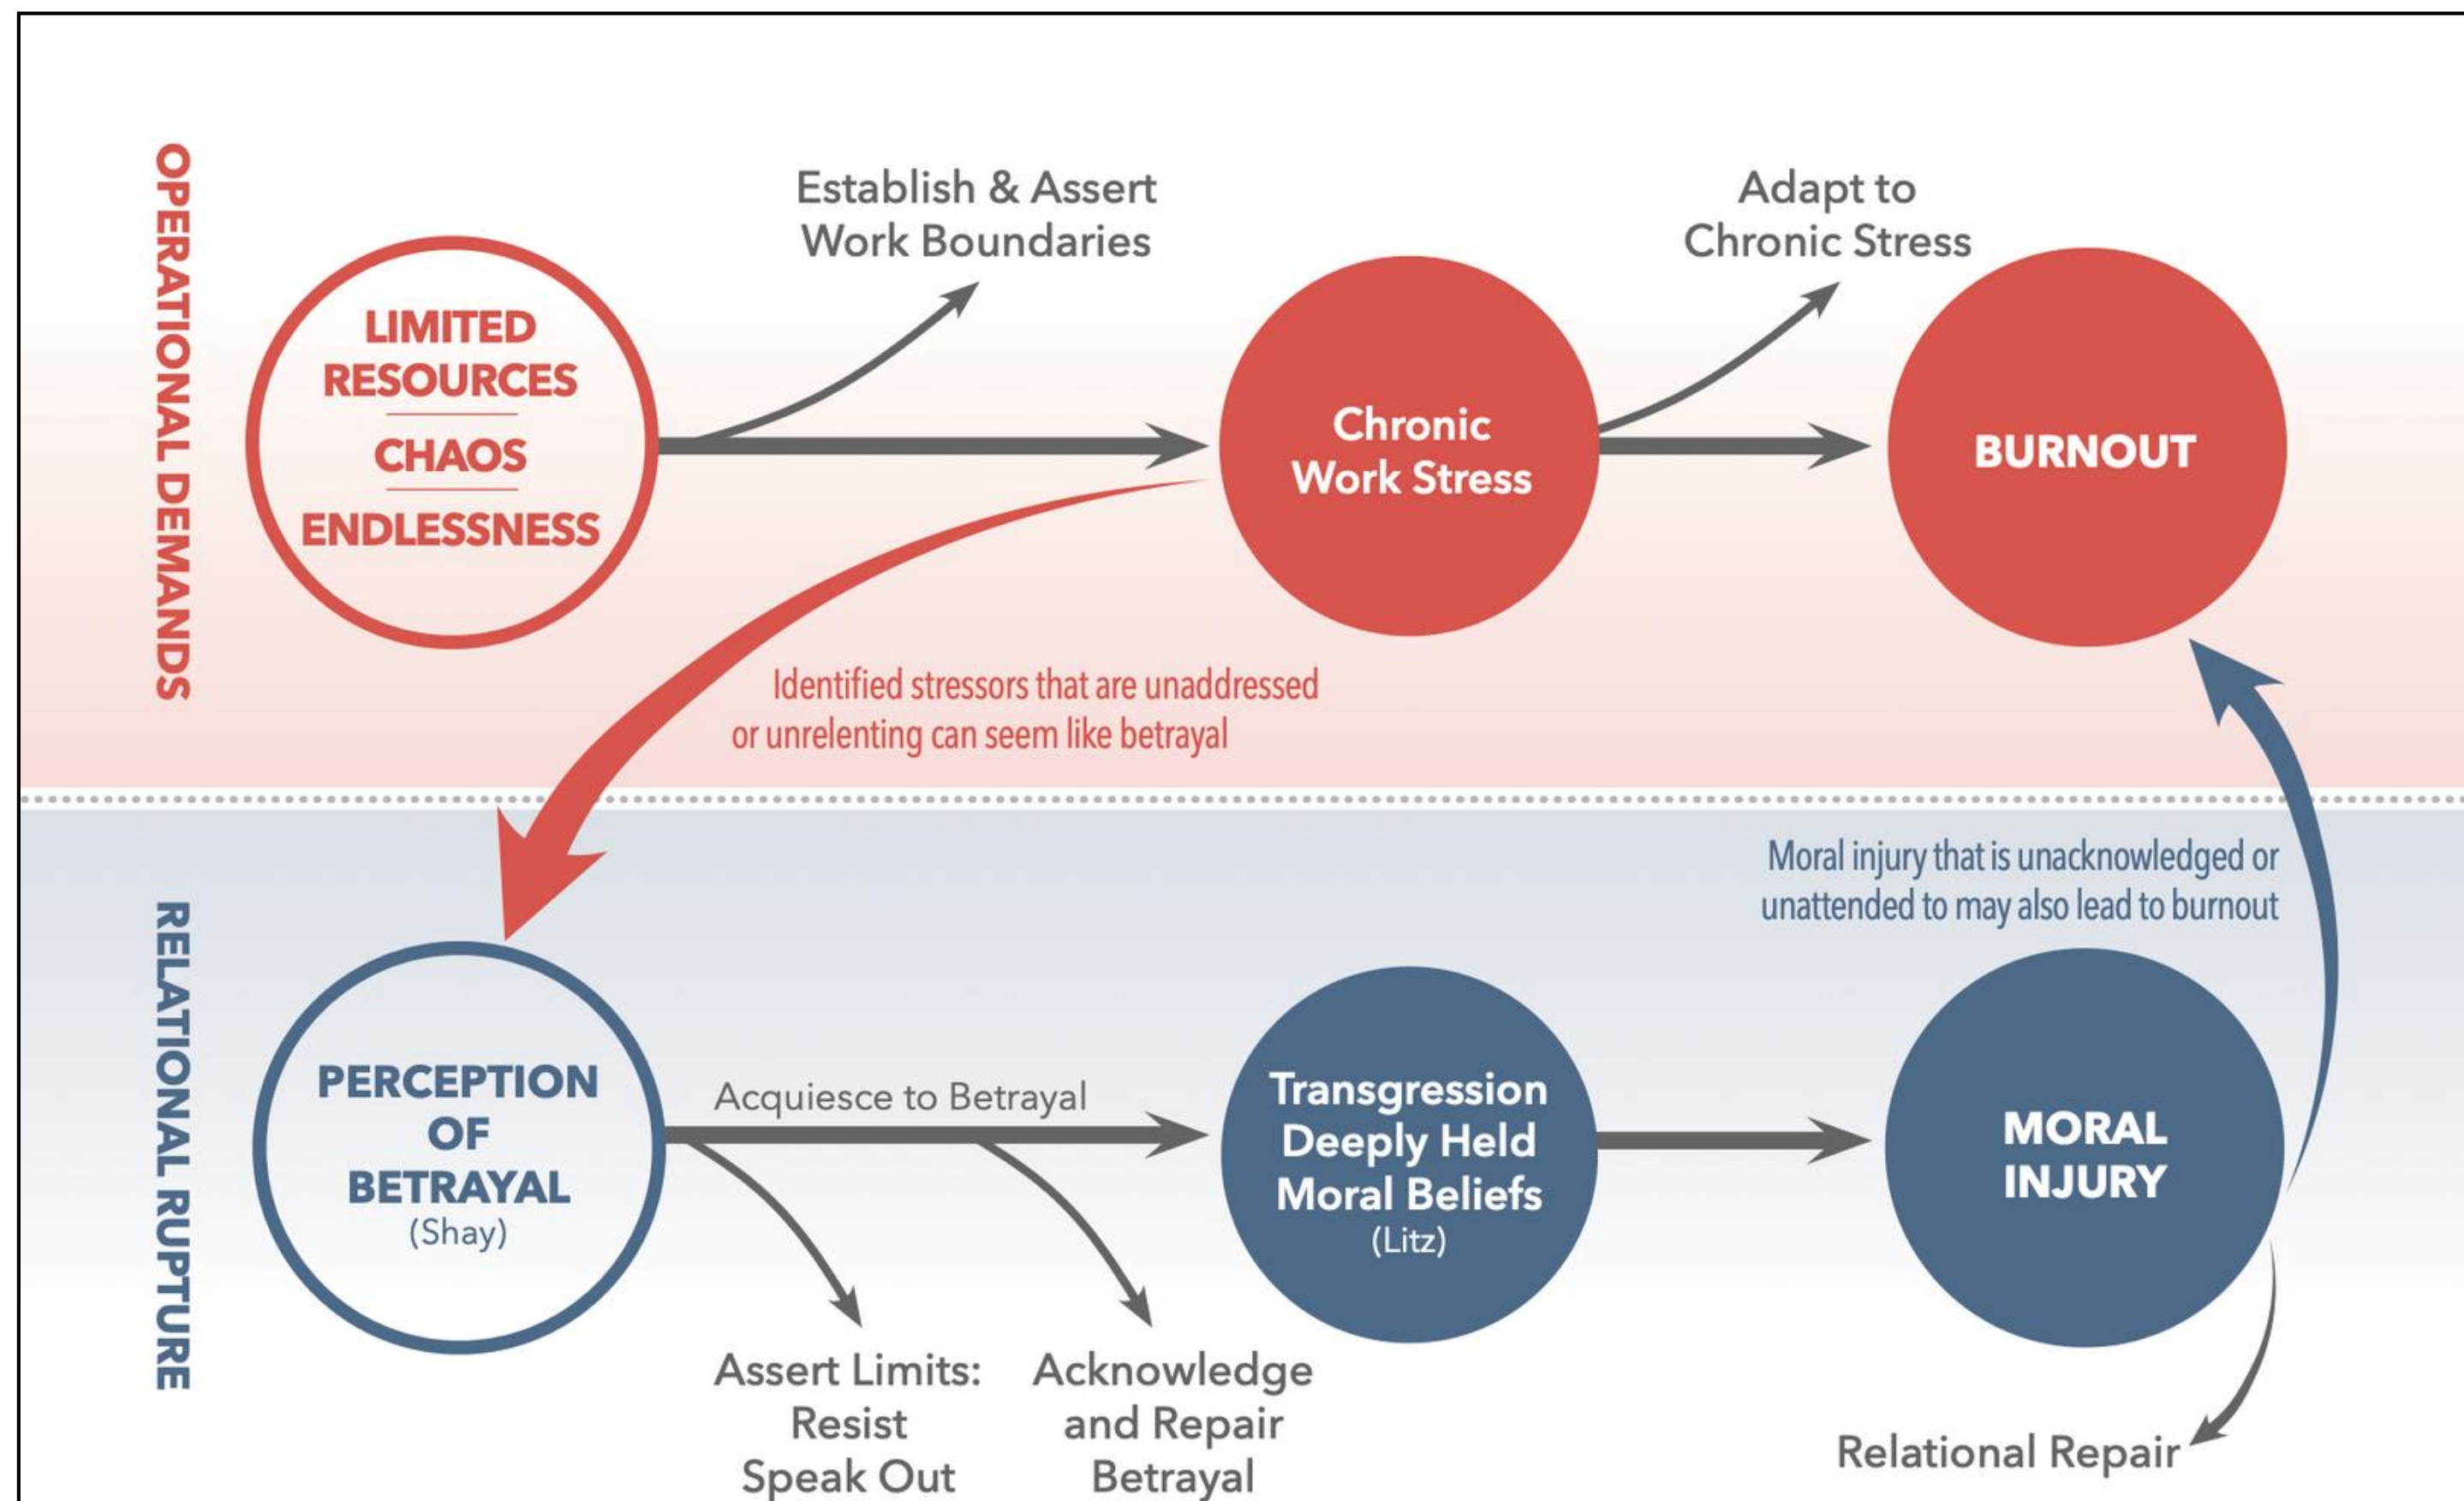 OPERATIONAL DEMANDS
LIMITED
RESOURCES
CHAOS
ENDLESSNESS
Establish & Assert
Work Boundaries
Chronic
Work Stress
Adapt to
Chronic Stress
BURNOUT
Identified stressors that are unaddressed
or unrelenting can seem like betrayal
RELATIONAL RUPTURE
PERCEPTION
OF
BETRAYAL
(Shay)
Acquiesce to Betrayal
Assert Limits:
Resist
Speak Out
Acknowledge
and Repair
Betrayal
Transgression
Deeply Held
Moral Beliefs
(Litz)
Moral injury that is unacknowledged or
unattended to may also lead to burnout
MORAL
INJURY
Relational Repair